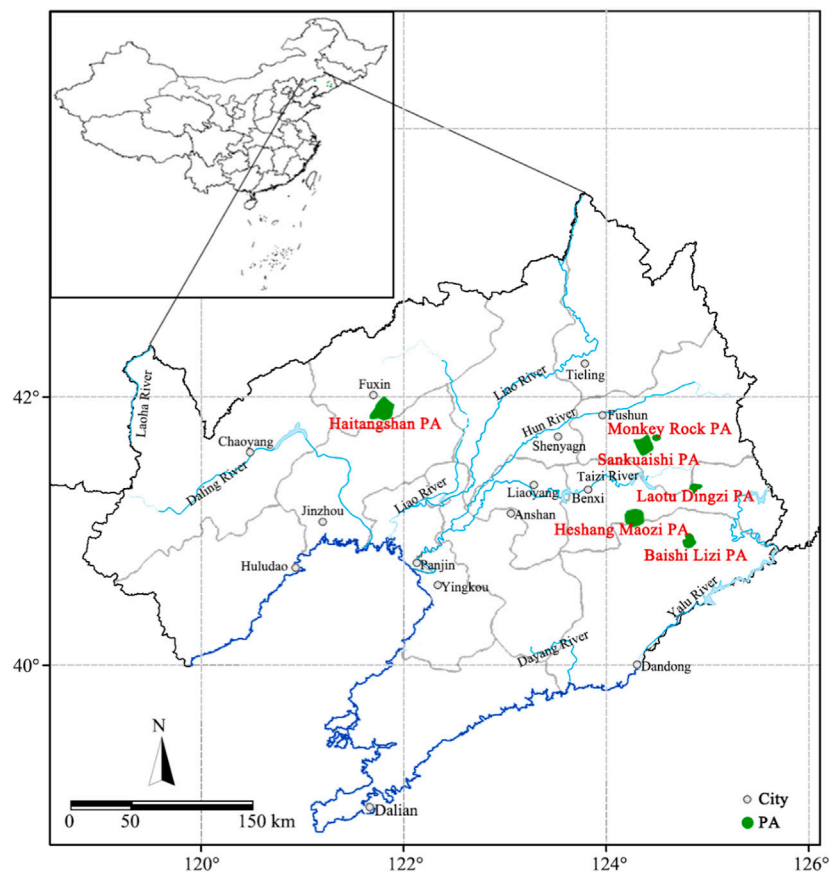 42°
40°
120°
122°
124°
126°
Laoha River
Fuxin
Haitangshan PA
Chaoyang
Daling River
Jinzhou
Huludao
Liao River
Tieling
Hun River
Fushun
Monkey Rock PA
Shenyagn
Sankuaishi PA
Liao River
Taizi River
Liaoyang
Benxi
Laotu Dingzi PA
Anshan
Heshang Maozi PA
Baishi Lizi PA
Panjin
Yingkou
Yalu River
Dayang River
Dandong
Dalian
N
0 50 150 km
City
PA